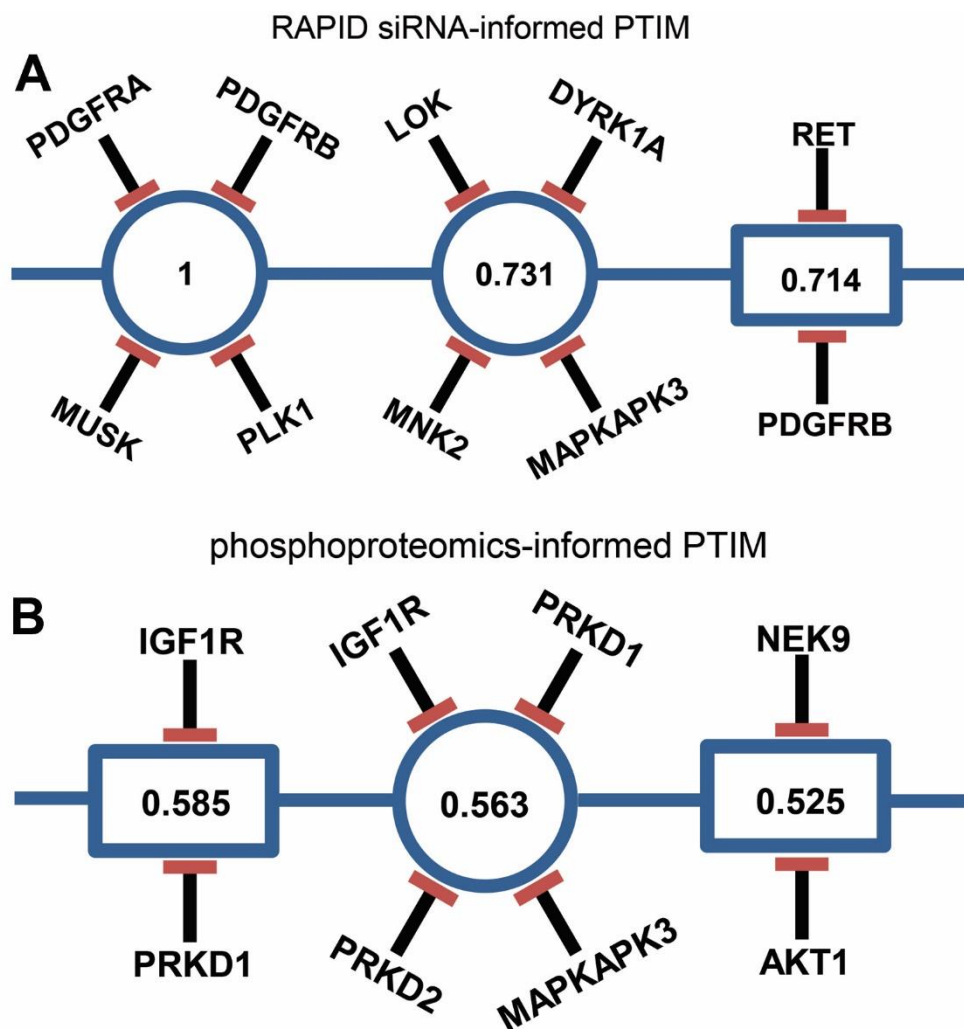 RAPID siRNA-informed PTIM
A
PDGFRA
PDGFRB
LOK
DYRK1A
RET
1
0.731
0.714
MUSK
PLK1
MNK2
MAPKAPK3
PDGFRB
phosphoproteomics-informed PTIM
B
IGF1R
IGF1R
PRKD1
NEK9
0.585
0.563
0.525
PRKD1
PRKD2
MAPKAPK3
AKT1